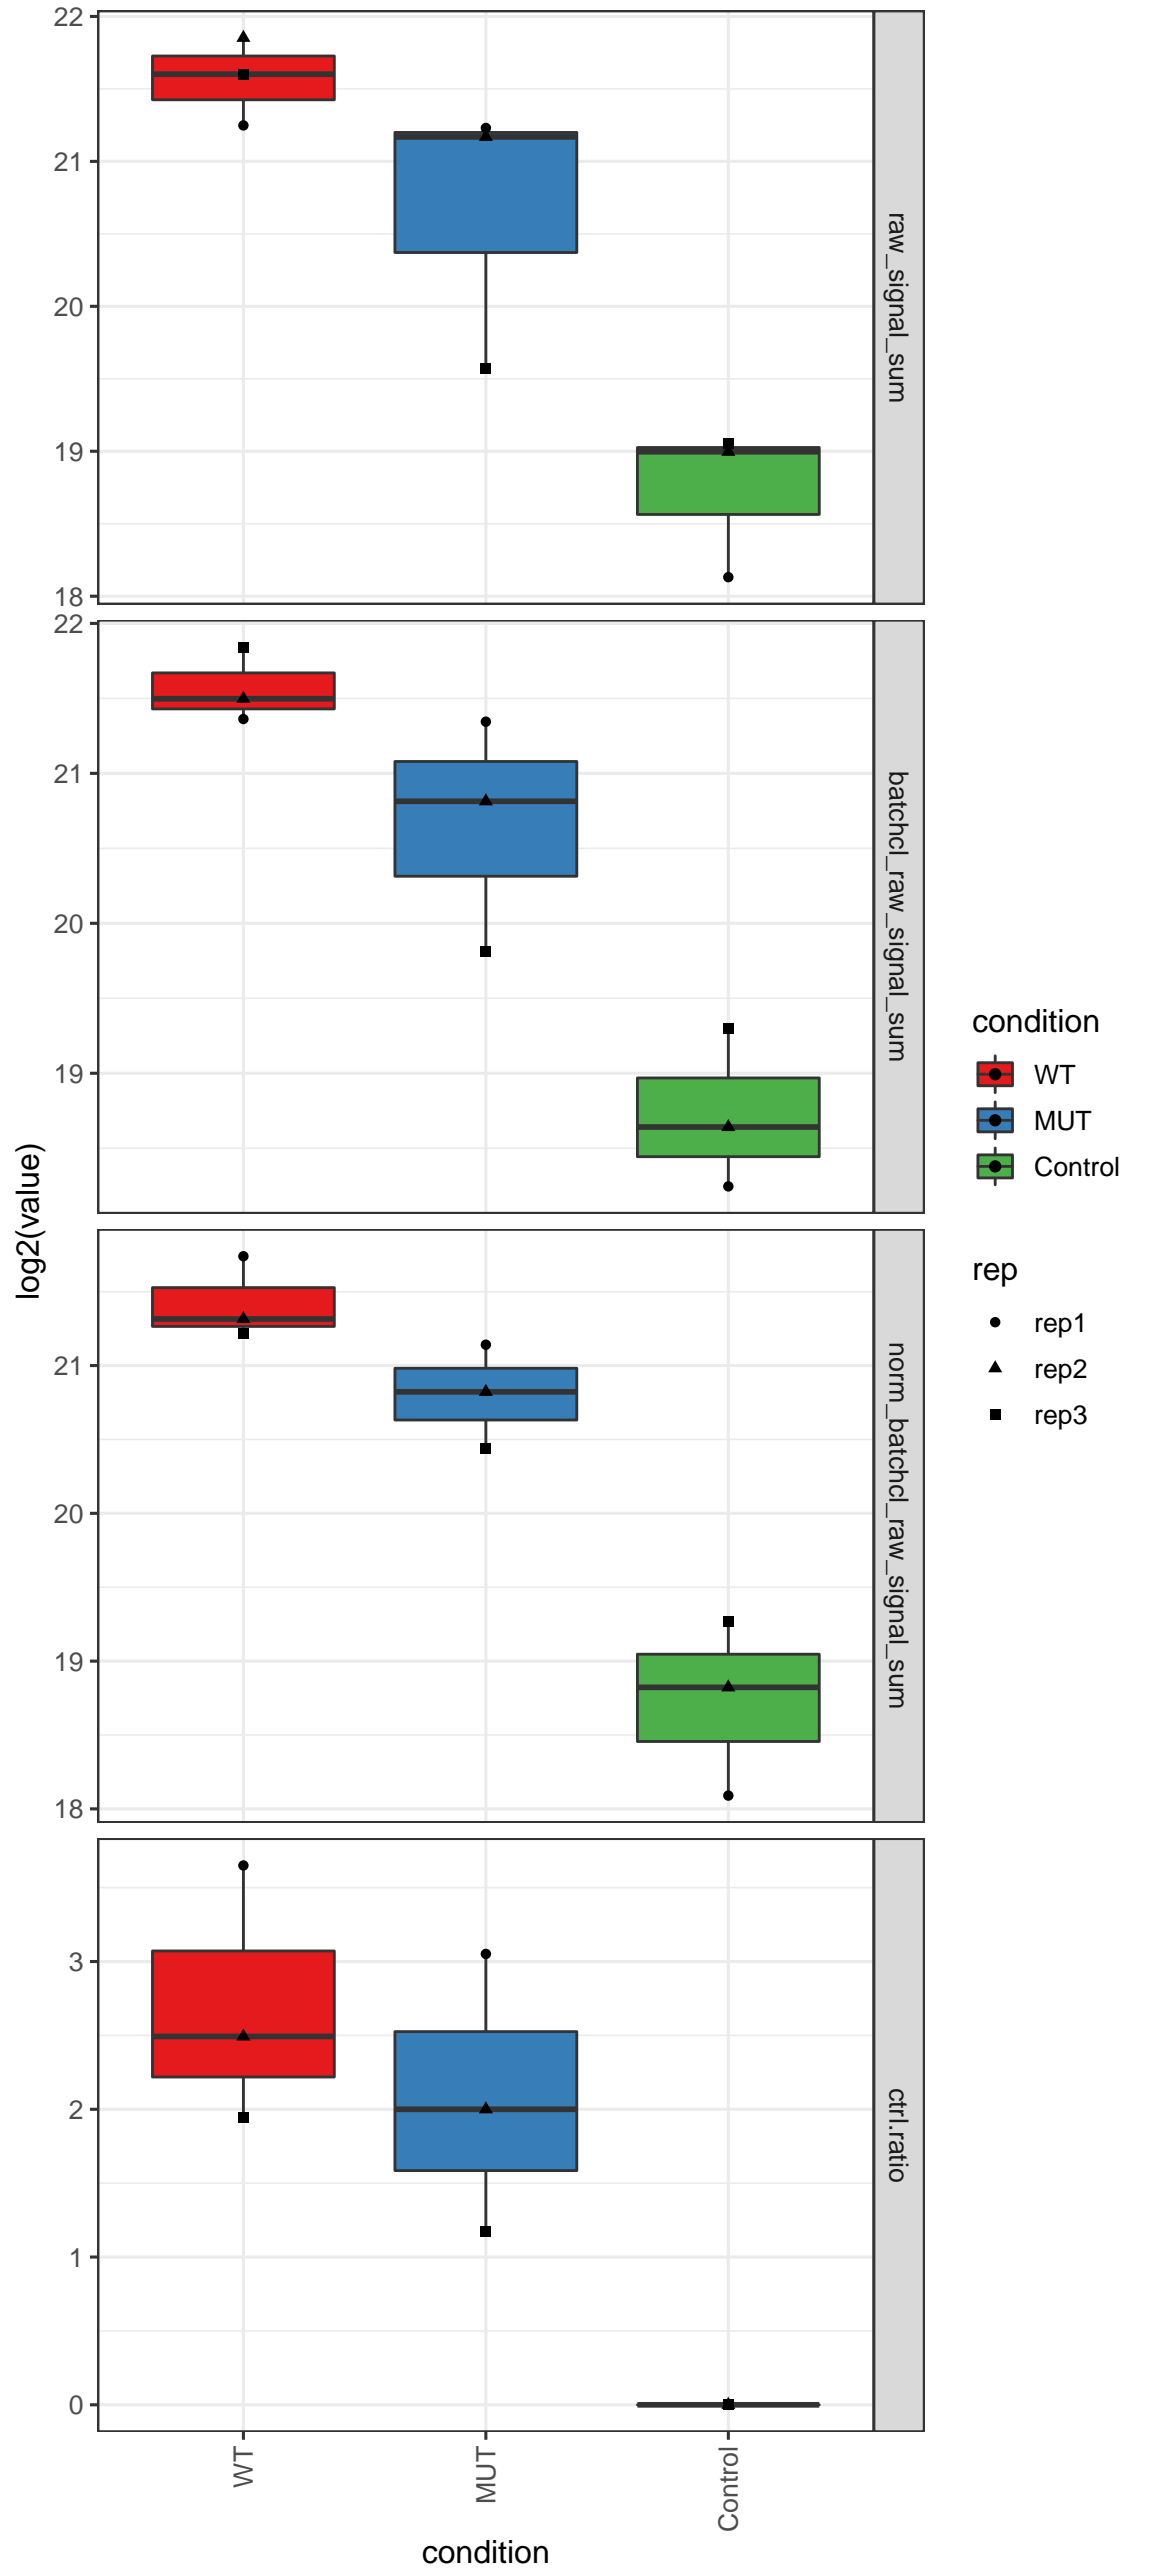 log2(value)
22
21
20
19
18
raw_signal_sum
22
21
20
19
batchcl_raw_signal_sum
21
20
19
18
norm_batchcl_raw_signal_sum
3
2
1
0
ctrl.ratio
WT
MUT
Control
condition
condition
WT
MUT
Control
rep
rep1
rep2
rep3